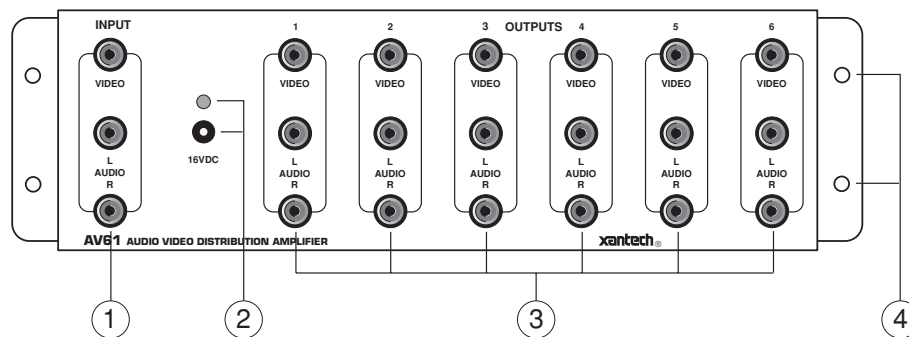 INPUT
1 2 3 OUTPUTS 4 5 6
VIDEO VIDEO VIDEO VIDEO VIDEO VIDEO VIDEO
16VDC
L L L L L L L
AUDIO AUDIO AUDIO AUDIO AUDIO AUDIO AUDIO
R R R R R R R
AV61 AUDIO VIDEO DISTRIBUTION AMPLIFIER
xantech®
1 2 3 4